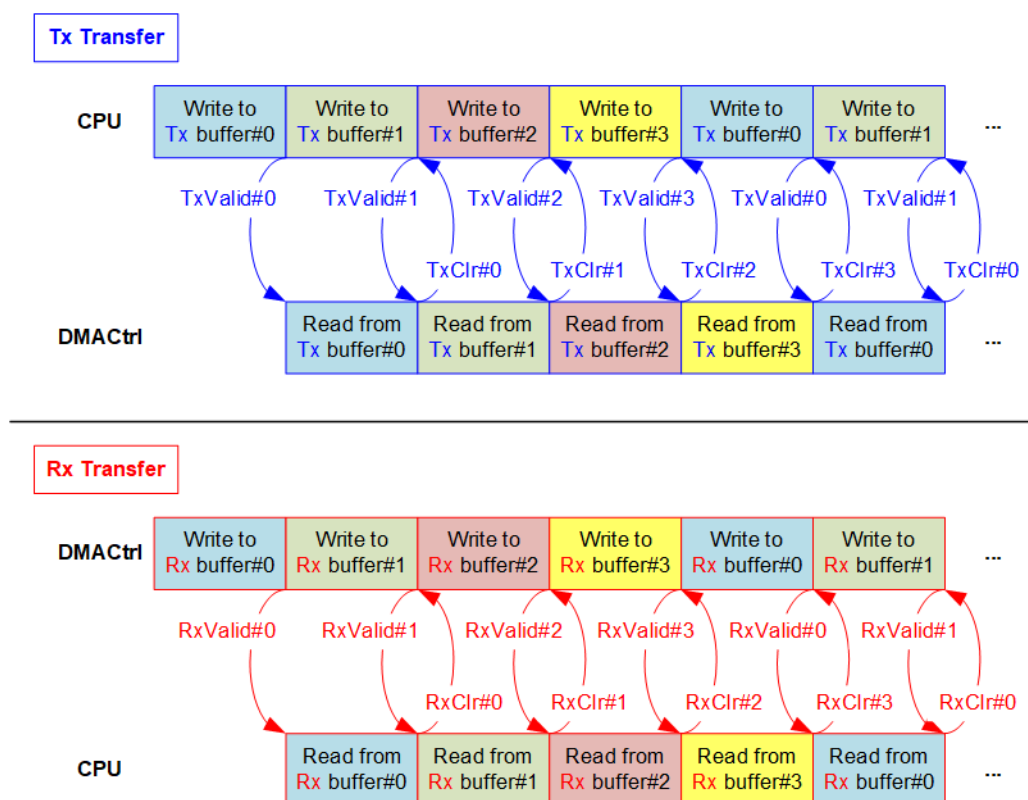 Tx Transfer
CPU
Write to
Tx buffer#0
Write to
Tx buffer#1
Write to
Tx buffer#2
Write to
Tx buffer#3
Write to
Tx buffer#0
Write to
Tx buffer#1
...
TxValid#0
TxValid#1
TxValid#2
TxValid#3
TxValid#0
TxValid#1
TxClr#0
TxClr#1
TxClr#2
TxClr#3
TxClr#0
DMACtrl
Read from
Tx buffer#0
Read from
Tx buffer#1
Read from
Tx buffer#2
Read from
Tx buffer#3
Read from
Tx buffer#0
...
Rx Transfer
DMACtrl
Write to
Rx buffer#0
Write to
Rx buffer#1
Write to
Rx buffer#2
Write to
Rx buffer#3
Write to
Rx buffer#0
Write to
Rx buffer#1
...
RxValid#0
RxValid#1
RxValid#2
RxValid#3
RxValid#0
RxValid#1
RxClr#0
RxClr#1
RxClr#2
RxClr#3
RxClr#0
CPU
Read from
Rx buffer#0
Read from
Rx buffer#1
Read from
Rx buffer#2
Read from
Rx buffer#3
Read from
Rx buffer#0
...